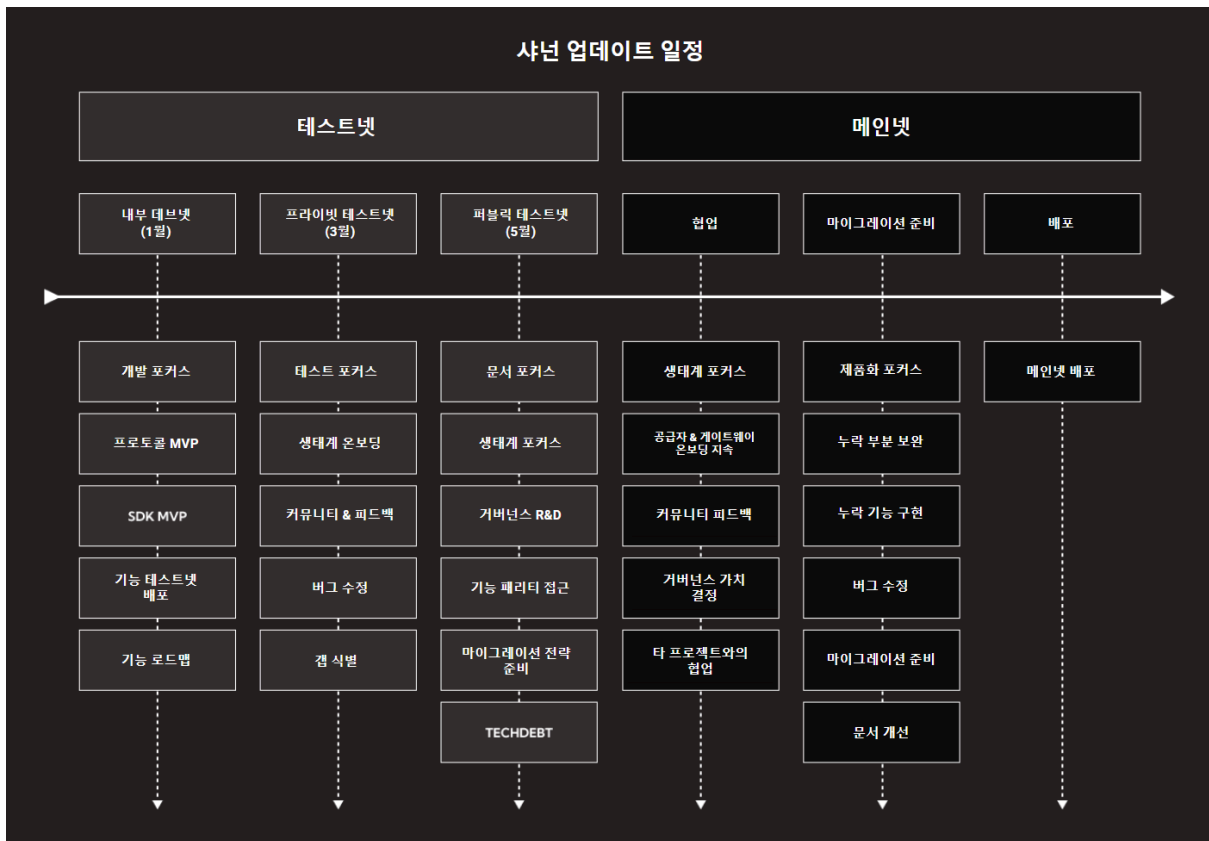 샤넌 업데이트 일정
테스트넷
메인넷
내부 데브넷
(1월)
프라이빗 테스트넷
(3월)
퍼블릭 테스트넷
(5월)
협업
마이그레이션 준비
배포
개발 포커스
테스트 포커스
문서 포커스
생태계 포커스
제품화 포커스
메인넷 배포
프로토콜 MVP
생태계 온보딩
생태계 포커스
공급자 & 게이트웨이
온보딩 지속
누락 부분 보완
SDK MVP
커뮤니티 & 피드백
거버넌스 R&D
커뮤니티 피드백
누락 기능 구현
기능 테스트넷
배포
버그 수정
기능 패리티 접근
거버넌스 가치
결정
버그 수정
기능 로드맵
갭 식별
마이그레이션 전략
준비
타 프로젝트와의
협업
마이그레이션 준비
TECHDEBT
문서 개선